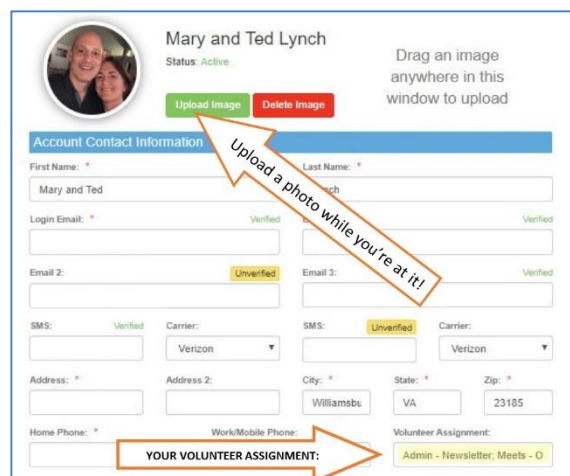 Mary and Ted Lynch
Status: Active
Drag an image
anywhere in this
window to upload
Upload Image
Delete Image
Account Contact Information
Upload a photo while you're at it!
First Name: *
Last Name: *
Mary and Ted
nch
Login Email: *
Verified
Verified
Email 2:
Unverified
Email 3:
Verified
SMS:
Verified
Carrier:
SMS:
Unverified
Carrier:
Verizon
Verizon
Address: *
Address 2:
City: *
State: *
Zip: *
Williamsbu
VA
23185
Home Phone: *
Work/Mobile Phone:
Volunteer Assignment:
YOUR VOLUNTEER ASSIGNMENT:
Admin - Newsletter; Meets - O